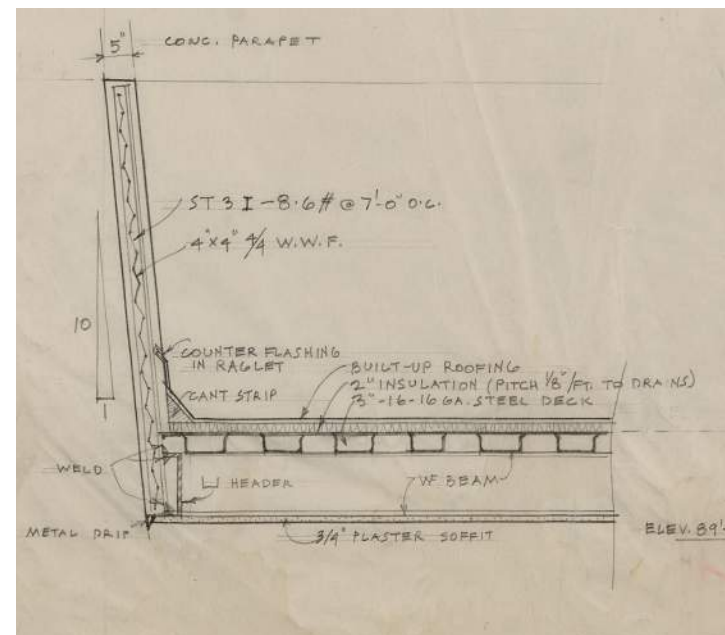 5"
CONC. PARAPET
ST 3 I - 8.6# @ 7'-0" O.C.
4"x4" 4/4 W.W.F.
10
1
COUNTER FLASHING
IN RAGLET
CANT STRIP
BUILT-UP ROOFING
2" INSULATION (PITCH 1/8"/FT. TO DRAINS)
3"-16-16 GA. STEEL DECK
WELD
HEADER
WF BEAM
METAL DRIP
3/4" PLASTER SOFFIT
ELEV. 89'-